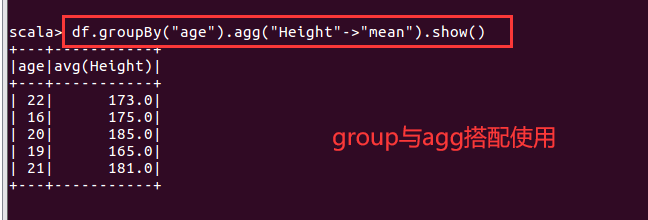 scala> df.groupBy("age").agg("Height"->"mean").show()
+---+-----------+
|age|avg(Height)|
+---+-----------+
| 22|      173.0|
| 16|      175.0|
| 20|      185.0|
| 19|      165.0|
| 21|      181.0|
+---+-----------+
group与agg搭配使用